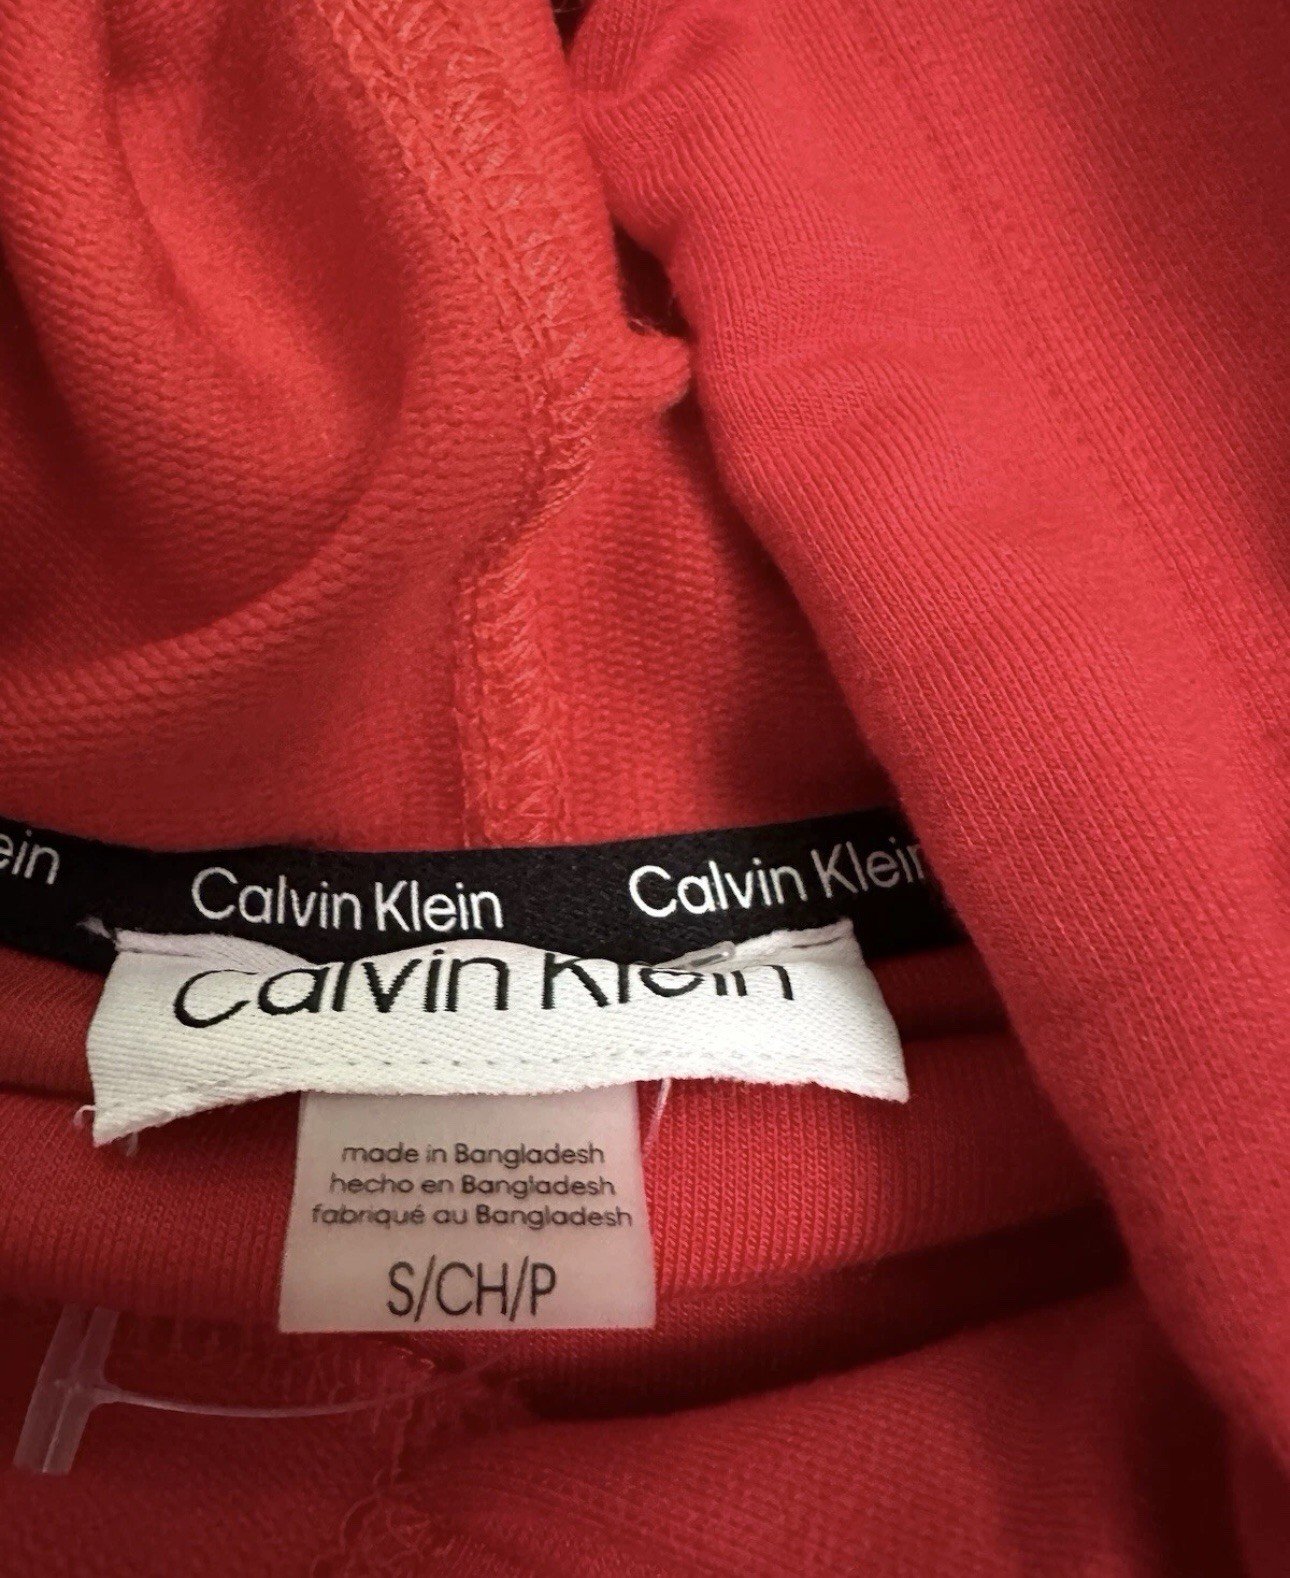 ein Calvin Klein Calvin Klein
Calvin Klein
made in Bangladesh
hecho en Bangladesh
fabriqué au Bangladesh
S/CH/P